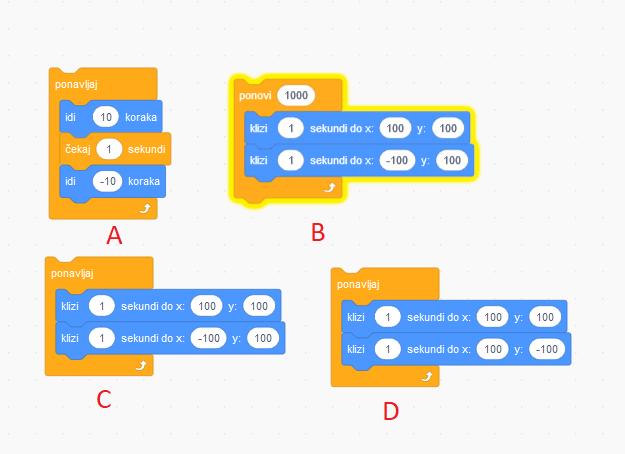 ponavljaj
idi 10 koraka
čekaj 1 sekundi
idi -10 koraka
A
ponovi 1000
klizi 1 sekundi do x: 100 y: 100
klizi 1 sekundi do x: -100 y: 100
B
ponavljaj
klizi 1 sekundi do x: 100 y: 100
klizi 1 sekundi do x: -100 y: 100
C
ponavljaj
klizi 1 sekundi do x: 100 y: 100
klizi 1 sekundi do x: 100 y: -100
D